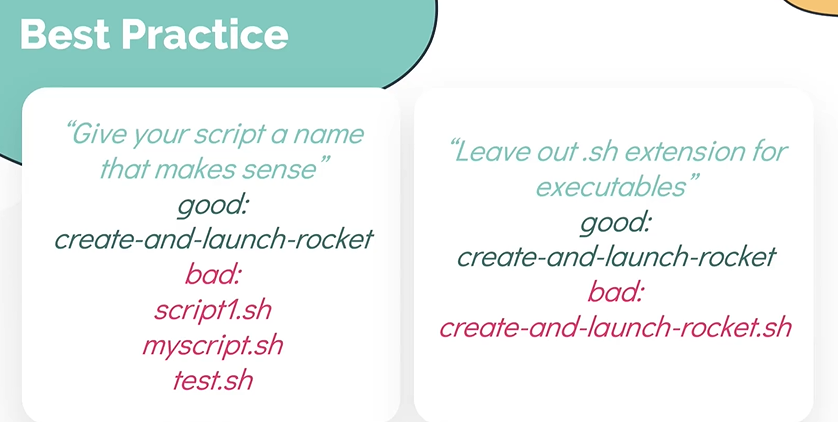 Best Practice
“Give your script a name
that makes sense”
good:
create-and-launch-rocket
bad:
script1.sh
myscript.sh
test.sh
“Leave out .sh extension for
executables”
good:
create-and-launch-rocket
bad:
create-and-launch-rocket.sh